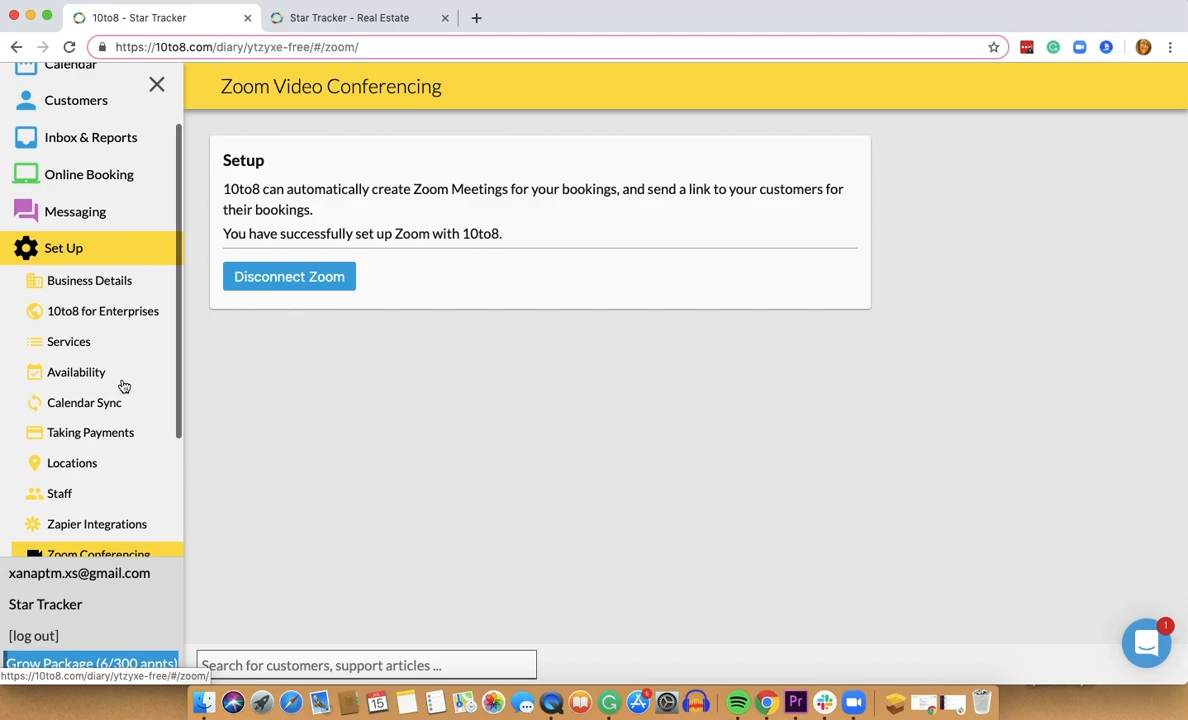 10to8 - Star Tracker
Star Tracker - Real Estate
https://10to8.com/diary/ytzyxe-free/#/zoom/
Calendar
Customers
Inbox & Reports
Online Booking
Messaging
Set Up
Business Details
10to8 for Enterprises
Services
Availability
Calendar Sync
Taking Payments
Locations
Staff
Zapier Integrations
Zoom Conferencing
xanaptm.xs@gmail.com
Star Tracker
[log out]
Grow Package (6/300 appnts)
https://10to8.com/diary/ytzyxe-free/#/zoom/
Zoom Video Conferencing
Setup
10to8 can automatically create Zoom Meetings for your bookings, and send a link to your customers for
their bookings.
You have successfully set up Zoom with 10to8.
Disconnect Zoom
Search for customers, support articles ...
1
15
Pr